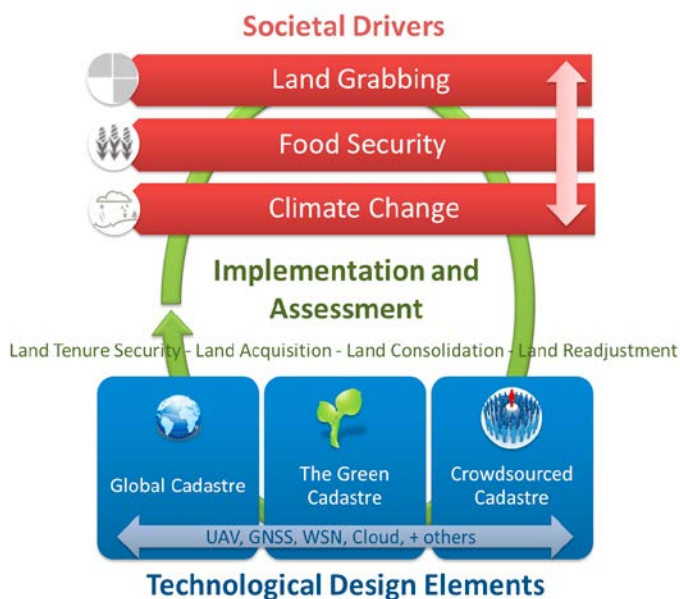 Societal Drivers
Land Grabbing
Food Security
Climate Change
Implementation and
Assessment
Land Tenure Security - Land Acquisition - Land Consolidation - Land Readjustment
Global Cadastre
The Green
Cadastre
Crowdsourced
Cadastre
UAV, GNSS, WSN, Cloud, + others
Technological Design Elements